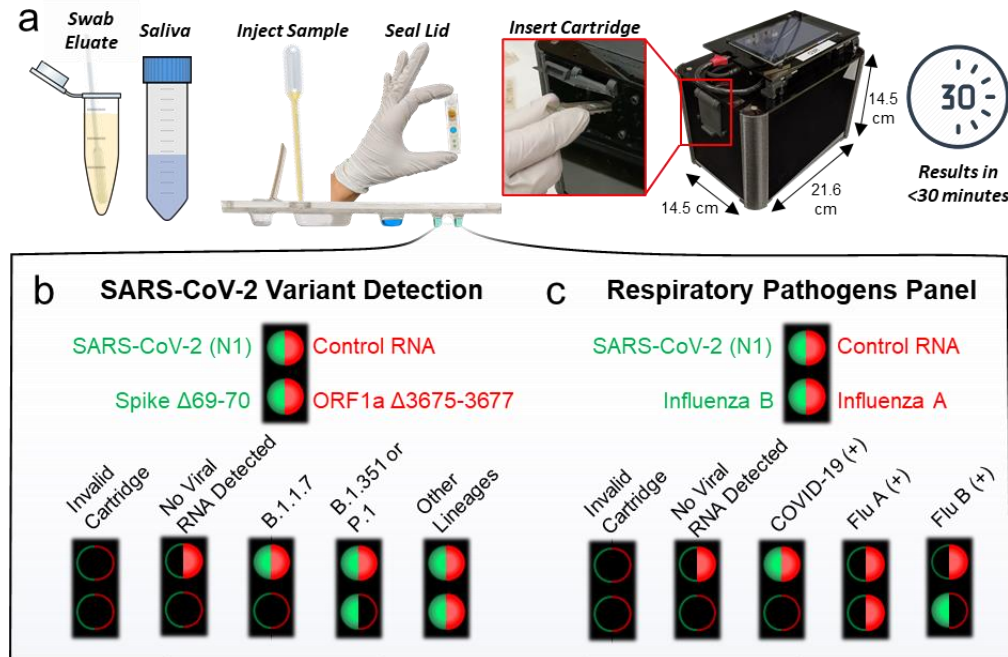 a
Swab
Eluate
Saliva
Inject Sample
Seal Lid
Insert Cartridge
14.5
cm
21.6
cm
14.5 cm
30
Results in
<30 minutes
b
SARS-CoV-2 Variant Detection
SARS-CoV-2 (N1)
Control RNA
Spike Δ69-70
ORF1a Δ3675-3677
Invalid
Cartridge
No Viral
RNA Detected
B.1.1.7
B.1.351 or
P.1
Other
Lineages
c
Respiratory Pathogens Panel
SARS-CoV-2 (N1)
Control RNA
Influenza B
Influenza A
Invalid
Cartridge
No Viral
RNA Detected
COVID-19 (+)
Flu A (+)
Flu B (+)